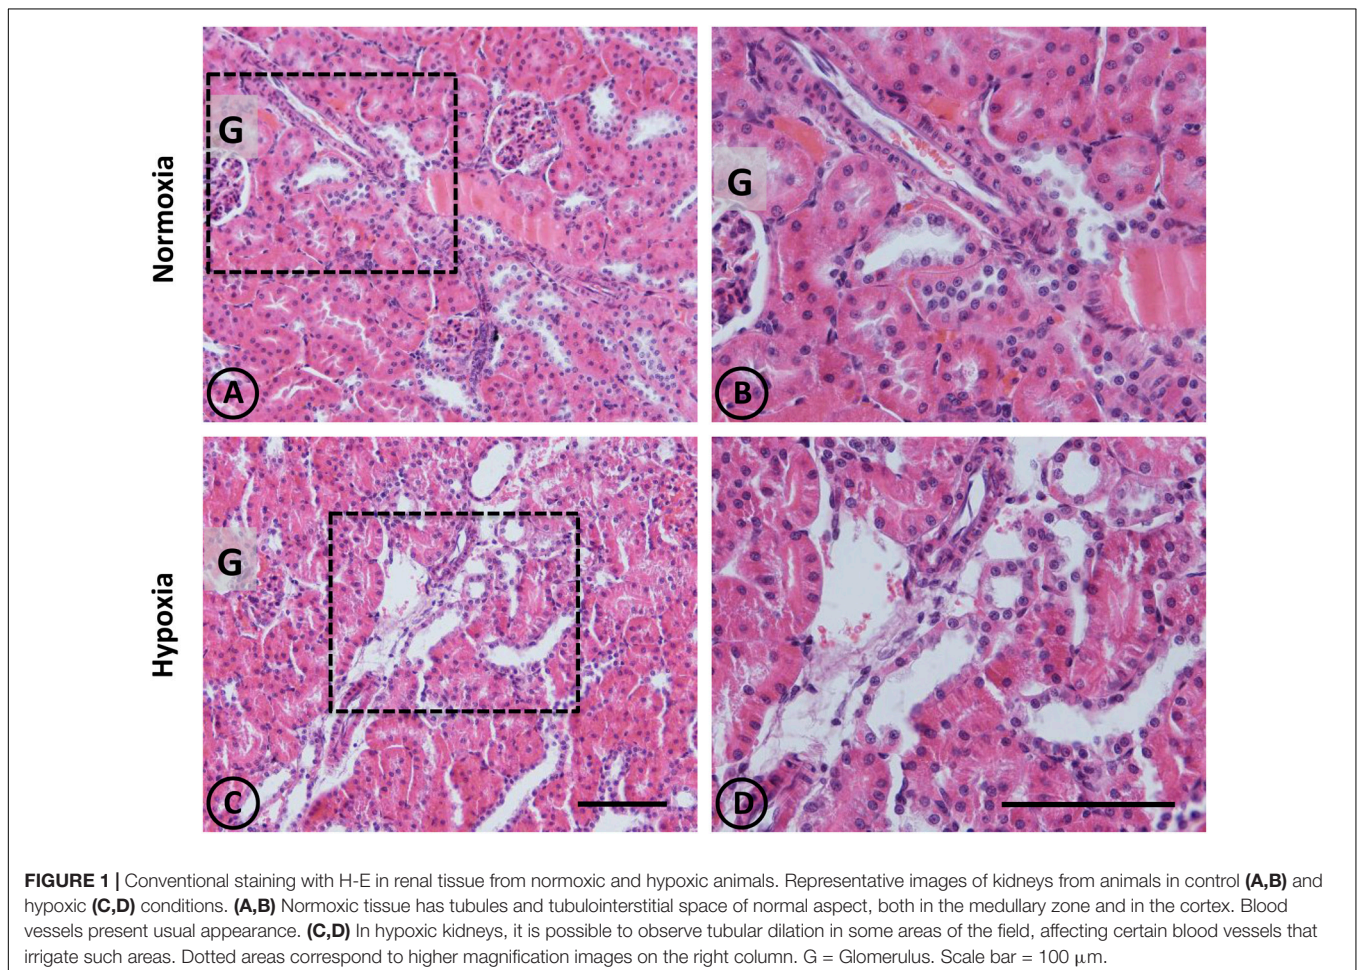 Normoxia
G
G
A
B
Hypoxia
G
C
D
FIGURE 1 | Conventional staining with H-E in renal tissue from normoxic and hypoxic animals. Representative images of kidneys from animals in control (A,B) and
hypoxic (C,D) conditions. (A,B) Normoxic tissue has tubules and tubulointerstitial space of normal aspect, both in the medullary zone and in the cortex. Blood
vessels present usual appearance. (C,D) In hypoxic kidneys, it is possible to observe tubular dilation in some areas of the field, affecting certain blood vessels that
irrigate such areas. Dotted areas correspond to higher magnification images on the right column. G = Glomerulus. Scale bar = 100 μm.